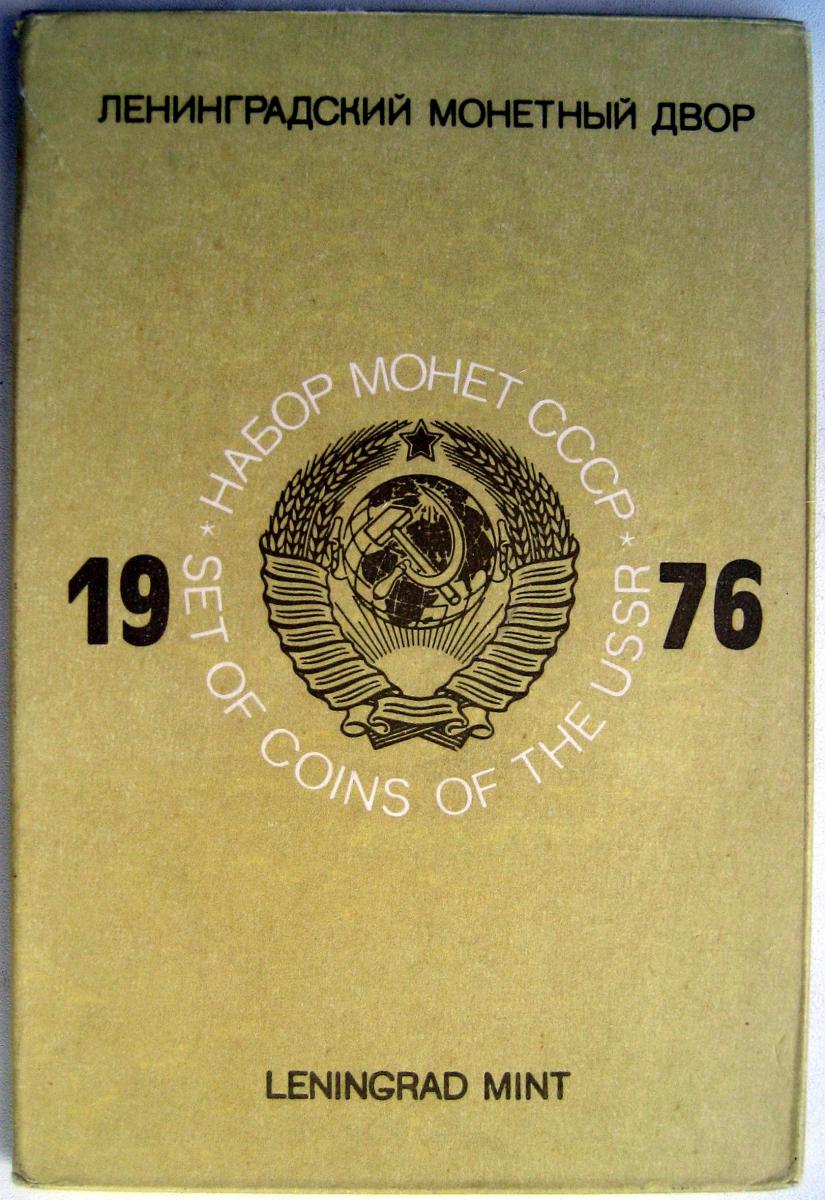 ЛЕНИНГРАДСКИЙ МОНЕТНЫЙ ДВОР
* НАБОР МОНЕТ СССР *
19 76
SET OF COINS OF THE USSR
LENINGRAD MINT